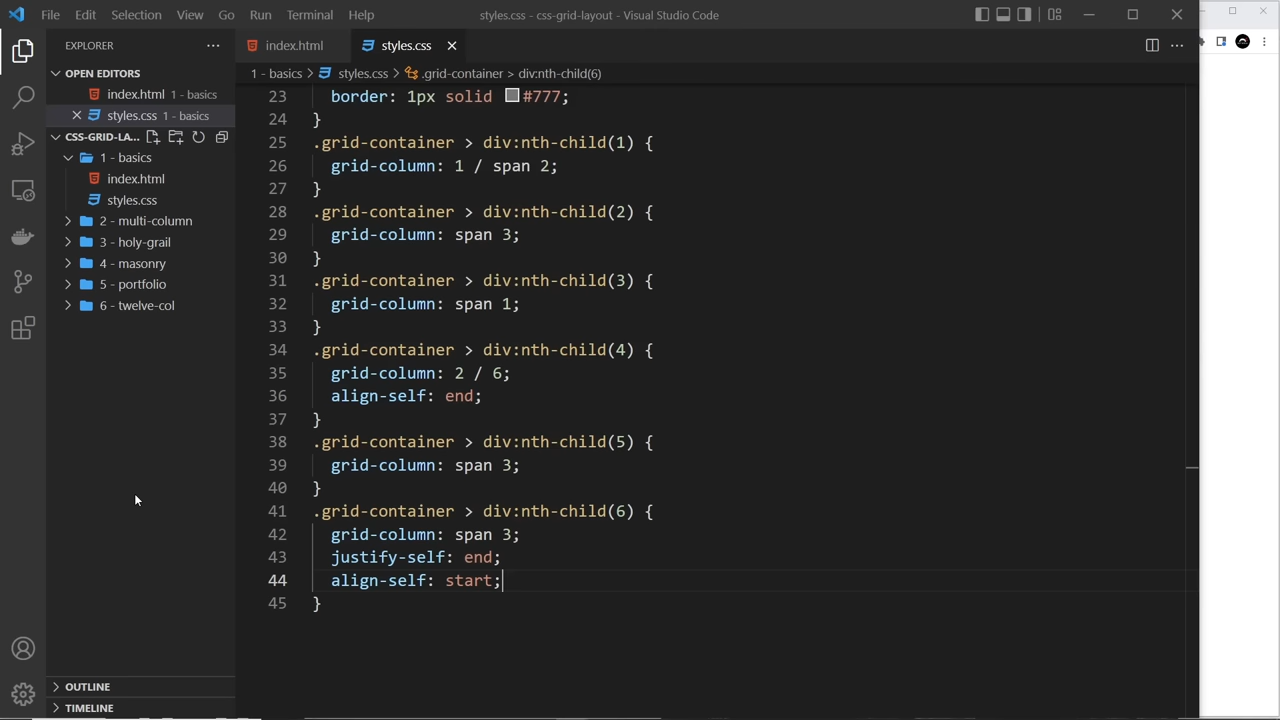 File Edit Selection View Go Run Terminal Help
styles.css - css-grid-layout - Visual Studio Code
EXPLORER
OPEN EDITORS
index.html 1 - basics
styles.css 1 - basics
CSS-GRID-LA...
1 - basics
index.html
styles.css
2 - multi-column
3 - holy-grail
4 - masonry
5 - portfolio
6 - twelve-col
OUTLINE
TIMELINE
index.html
styles.css
1 - basics > styles.css > .grid-container > div:nth-child(6)
23 border: 1px solid #777;
24 }
25 .grid-container > div:nth-child(1) {
26 grid-column: 1 / span 2;
27 }
28 .grid-container > div:nth-child(2) {
29 grid-column: span 3;
30 }
31 .grid-container > div:nth-child(3) {
32 grid-column: span 1;
33 }
34 .grid-container > div:nth-child(4) {
35 grid-column: 2 / 6;
36 align-self: end;
37 }
38 .grid-container > div:nth-child(5) {
39 grid-column: span 3;
40 }
41 .grid-container > div:nth-child(6) {
42 grid-column: span 3;
43 justify-self: end;
44 align-self: start;
45 }